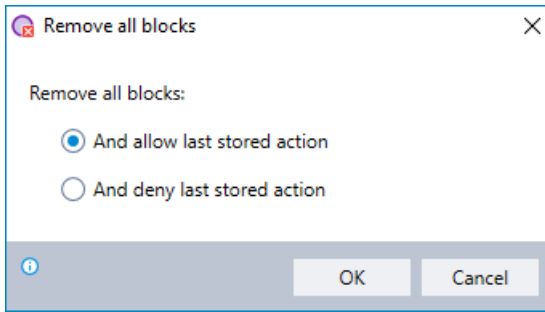 Remove all blocks
Remove all blocks:
And allow last stored action
And deny last stored action
OK
Cancel